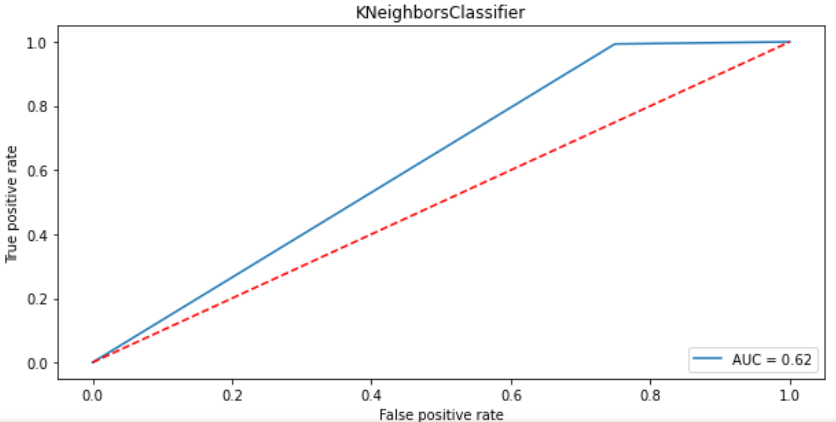 KNeighborsClassifier
1.0
0.8
0.6
0.4
0.2
0.0
True positive rate
AUC = 0.62
0.0 0.2 0.4 0.6 0.8 1.0
False positive rate